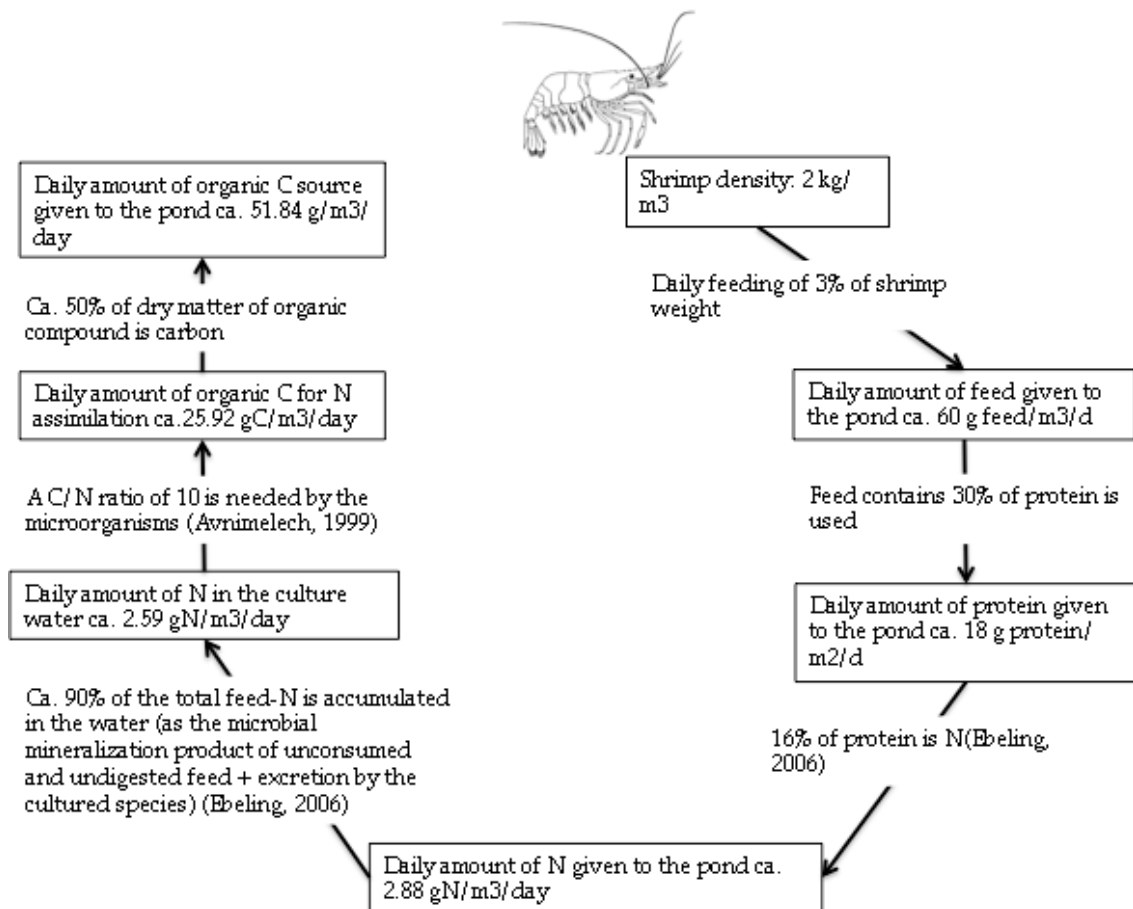 Shrimp density: 2 kg/
m3
Daily feeding of 3% of shrimp
weight
Daily amount of feed given to
the pond ca. 60 g feed/m3/d
Feed contains 30% of protein is
used
Daily amount of protein given
to the pond ca. 18 g protein/
m2/d
16% of protein is N(Ebeling,
2006)
Daily amount of N given to the pond ca.
2.88 gN/m3/day
Ca. 90% of the total feed-N is accumulated
in the water (as the microbial
mineralization product of unconsumed
and undigested feed + excretion by the
cultured species) (Ebeling, 2006)
Daily amount of N in the culture
water ca. 2.59 gN/m3/day
A C/N ratio of 10 is needed by the
microorganisms (Avnimelech, 1999)
Daily amount of organic C for N
assimilation ca.25.92 gC/m3/day
Ca. 50% of dry matter of organic
compound is carbon
Daily amount of organic C source
given to the pond ca. 51.84 g/m3/
day